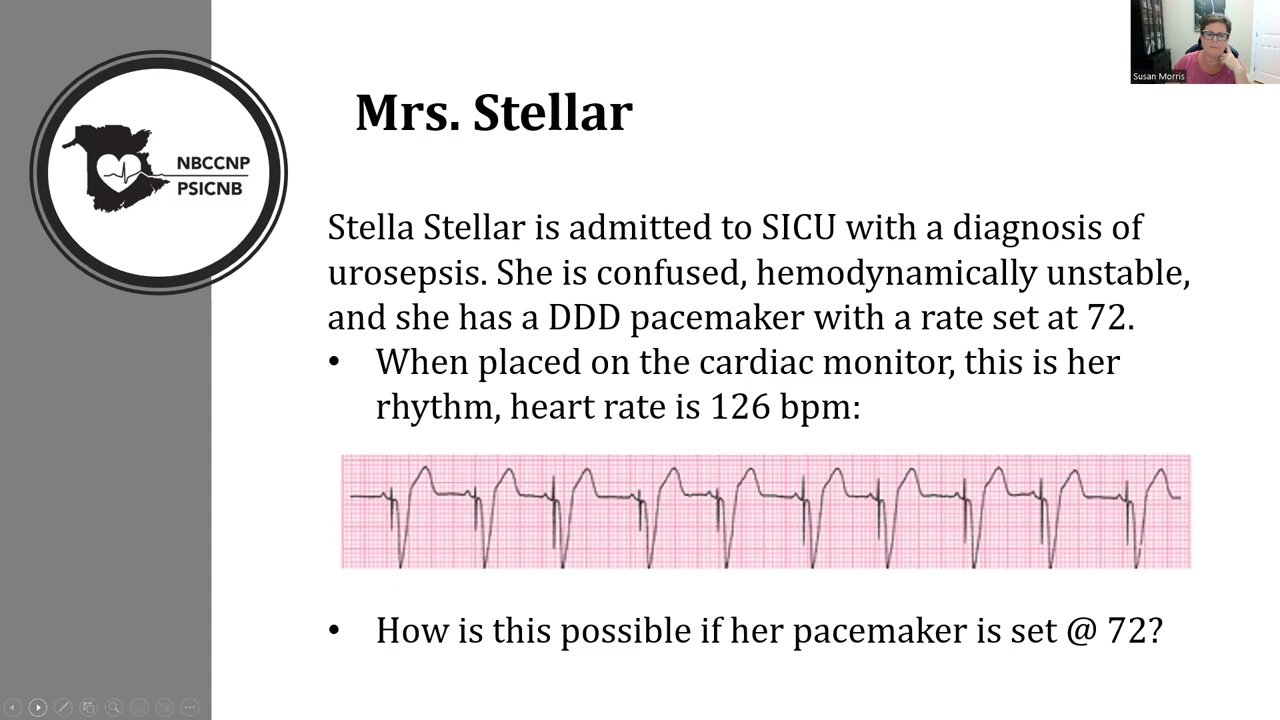 Susan Morris
Mrs. Stellar
NBCCNP
PSICNB
Stella Stellar is admitted to SICU with a diagnosis of
urosepsis. She is confused, hemodynamically unstable,
and she has a DDD pacemaker with a rate set at 72.
• When placed on the cardiac monitor, this is her
rhythm, heart rate is 126 bpm:
• How is this possible if her pacemaker is set @ 72?